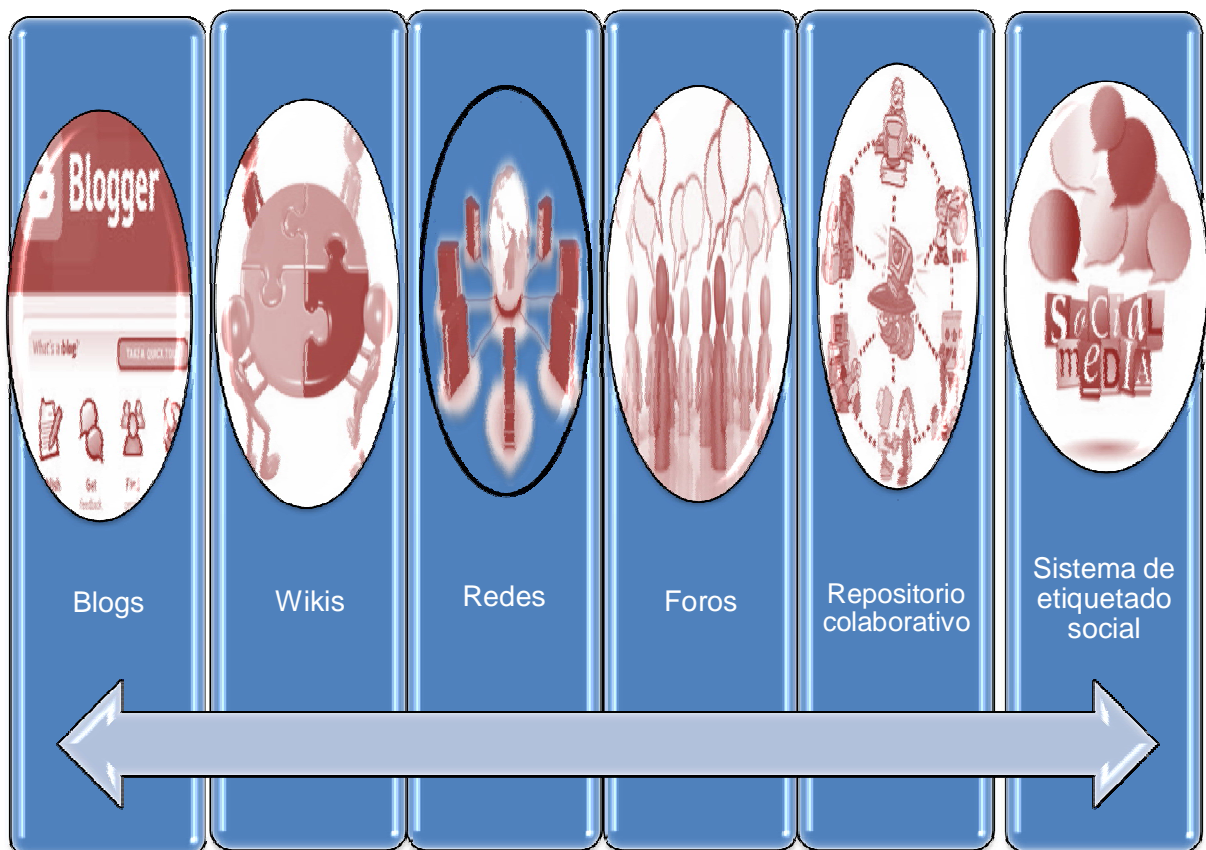 Blogger
What's a blog?
TAKE A QUICK TOUR
Get
feedback
SOCIAL
MEDIA
Blogs
Wikis
Redes
Foros
Repositorio
colaborativo
Sistema de
etiquetado
social